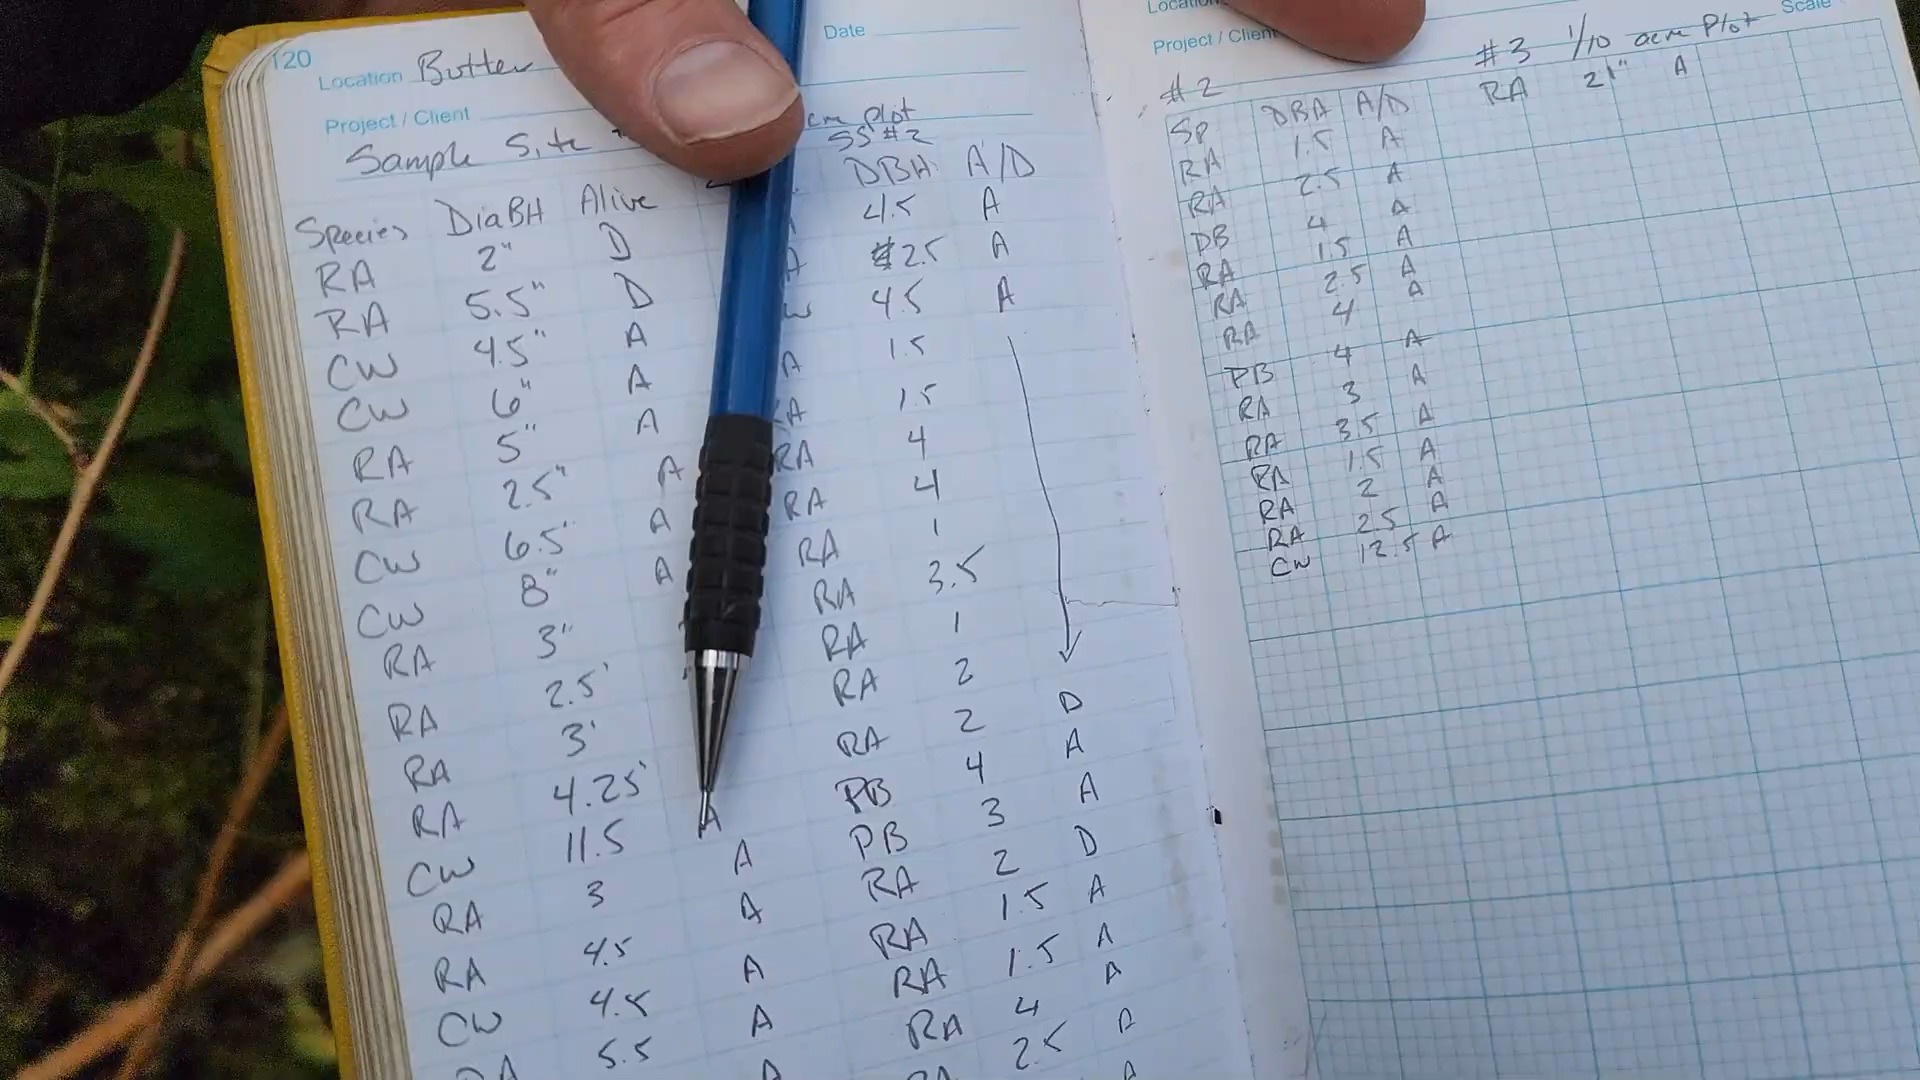 120
Location Butter
Date
Project / Client
Sample Site
Plot
SS #2
Species DiaBH Alive
RA 2" D
RA 5.5" D
CW 4.5" A
CW 6" A
RA 5" A
RA 2.5" A
CW 6.5" A
CW 8" A
RA 3"
RA 2.5'
RA 3'
RA 4.25'
CW 11.5 A
RA 3 A
RA 4.5 A
CW 4.5 A
5.5 A
DBH. A/D
4.5 A
2.5 A
4.5 A
1.5
RA 1.5
RA 4
RA 4
RA 1
RA 3.5
RA 1
RA 2
RA 2 D
PB 4 A
PB 3 A
RA 2 D
RA 1.5 A
RA 1.5 A
RA 4 A
2.5 A
Project / Client
Scale
#2
SP DBA A/D
RA 1.5 A
RA 2.5 A
DB 4 A
RA 1.5 A
RA 2.5 A
RA 4 A
PB 4 A
RA 3 A
RA 3.5 A
RA 1.5 A
RA 2 A
RA 2.5 A
CW 12.5 A
#3 1/10 acre Plot
RA 21" A